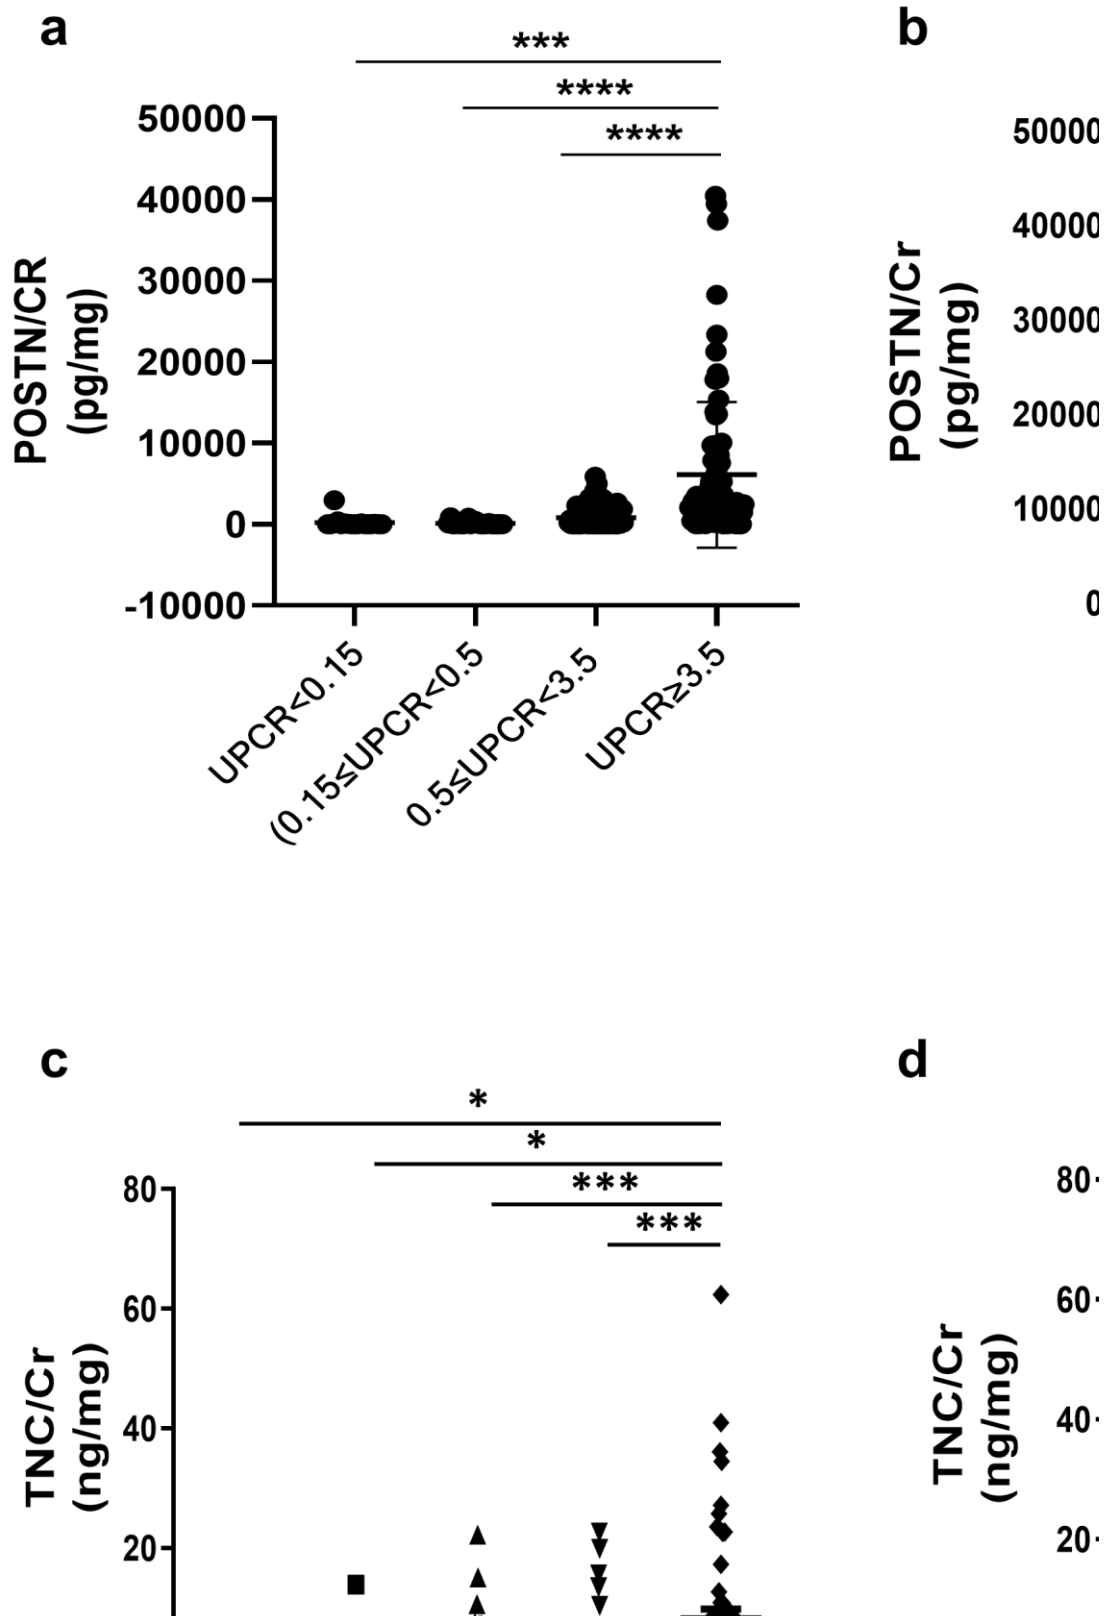 a
***
****
****
50000
40000
30000
20000
10000
0
-10000
POSTN/CR
(pg/mg)
UPCR<0.15
(0.15≤UPCR<0.5
0.5≤UPCR<3.5
UPCR≥3.5
b
50000
40000
30000
20000
10000
0
POSTN/Cr
(pg/mg)
c
*
*
***
***
80
60
40
20
TNC/Cr
(ng/mg)
d
80
60
40
20
TNC/Cr
(ng/mg)